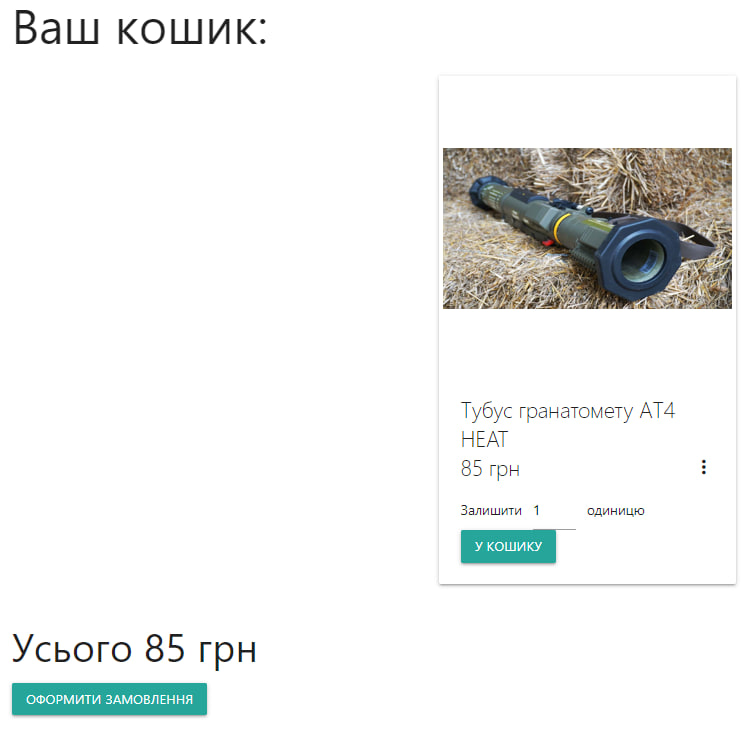 Ваш кошик:
Тубус гранатомету AT4
HEAT
85 грн
Залишити 1 одиницю
У КОШИКУ
Усього 85 грн
ОФОРМИТИ ЗАМОВЛЕННЯ